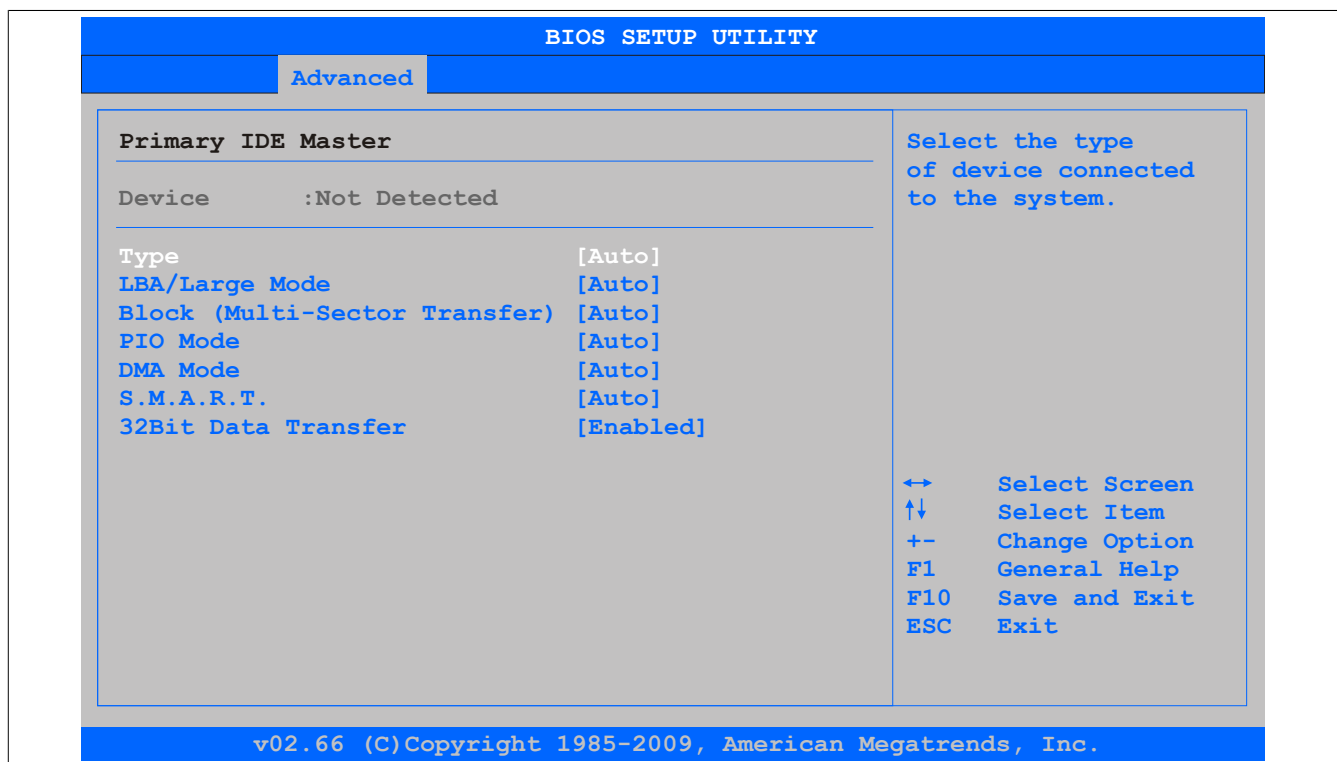 BIOS SETUP UTILITY
Advanced
Primary IDE Master
Device :Not Detected
Type [Auto]
LBA/Large Mode [Auto]
Block (Multi-Sector Transfer) [Auto]
PIO Mode [Auto]
DMA Mode [Auto]
S.M.A.R.T. [Auto]
32Bit Data Transfer [Enabled]
Select the type
of device connected
to the system.
↔ Select Screen
↑↓ Select Item
+- Change Option
F1 General Help
F10 Save and Exit
ESC Exit
v02.66 (C)Copyright 1985-2009, American Megatrends, Inc.